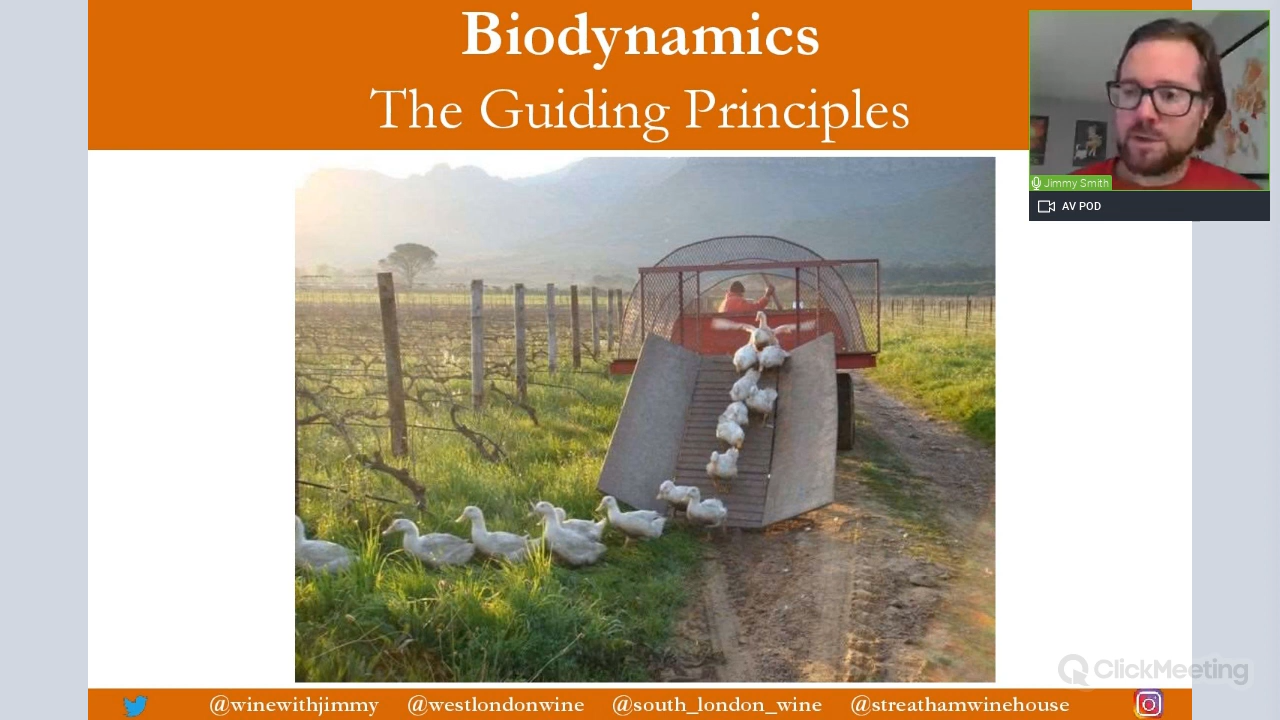 Biodynamics
The Guiding Principles
Jimmy Smith
AV POD
ClickMeeting
@winewithjimmy @westlondonwine @south_london_wine @streathamwinehouse